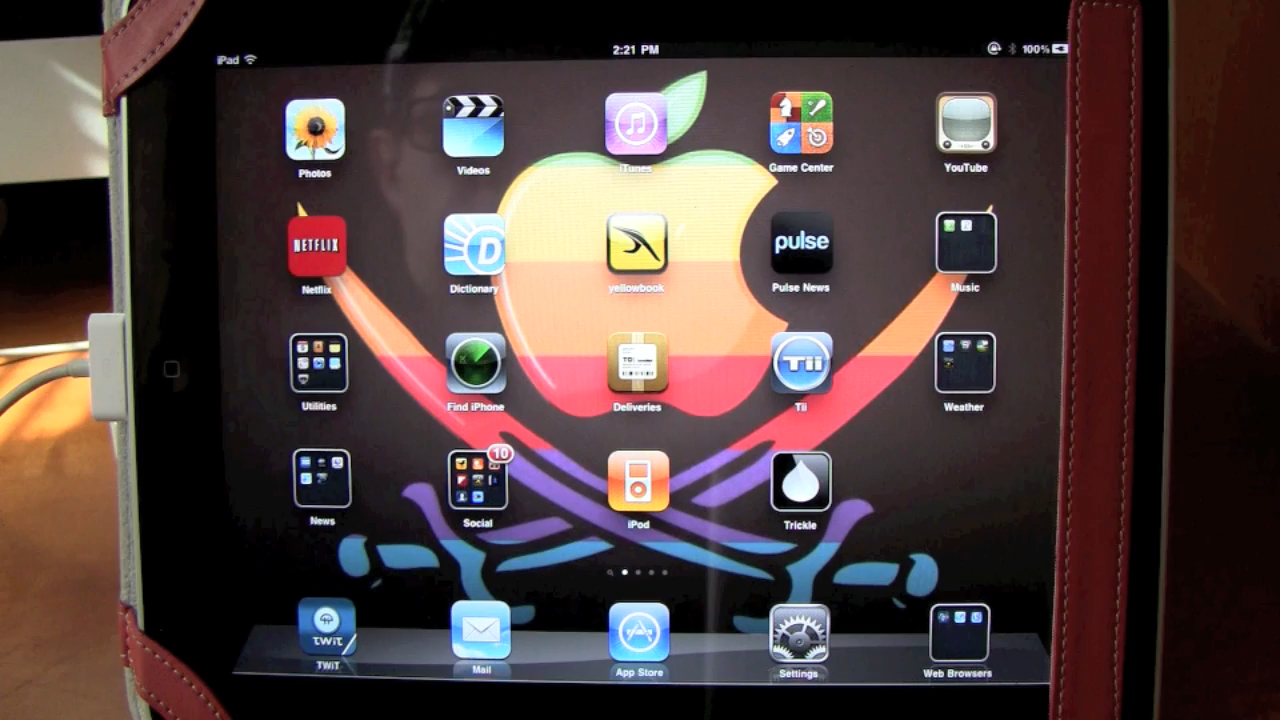 iPad 2:21 PM 100%
Photos Videos iTunes Game Center YouTube
NETFLIX D pulse
Netflix Dictionary yellowbook Pulse News Music
TO: Tii
Utilities Find iPhone Deliveries Tii Weather
10
News Social iPod Trickle
TWiT
TWiT Mail App Store Settings Web Browsers